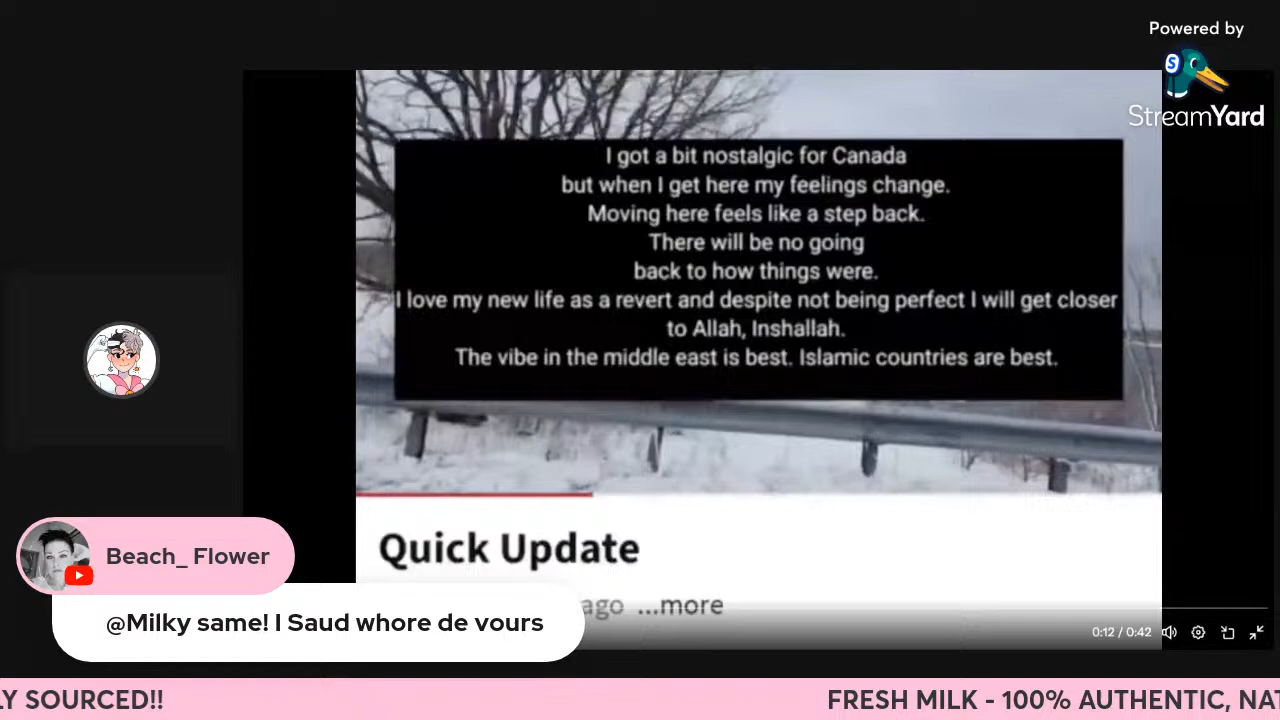 Powered by
StreamYard
I got a bit nostalgic for Canada
but when I get here my feelings change.
Moving here feels like a step back.
There will be no going
back to how things were.
I love my new life as a revert and despite not being perfect I will get closer
to Allah, Inshallah.
The vibe in the middle east is best. Islamic countries are best.
Quick Update
ago ...more
Beach_ Flower
@Milky same! I Saud whore de vours
0:12 / 0:42
LY SOURCED!!
FRESH MILK - 100% AUTHENTIC, NAT